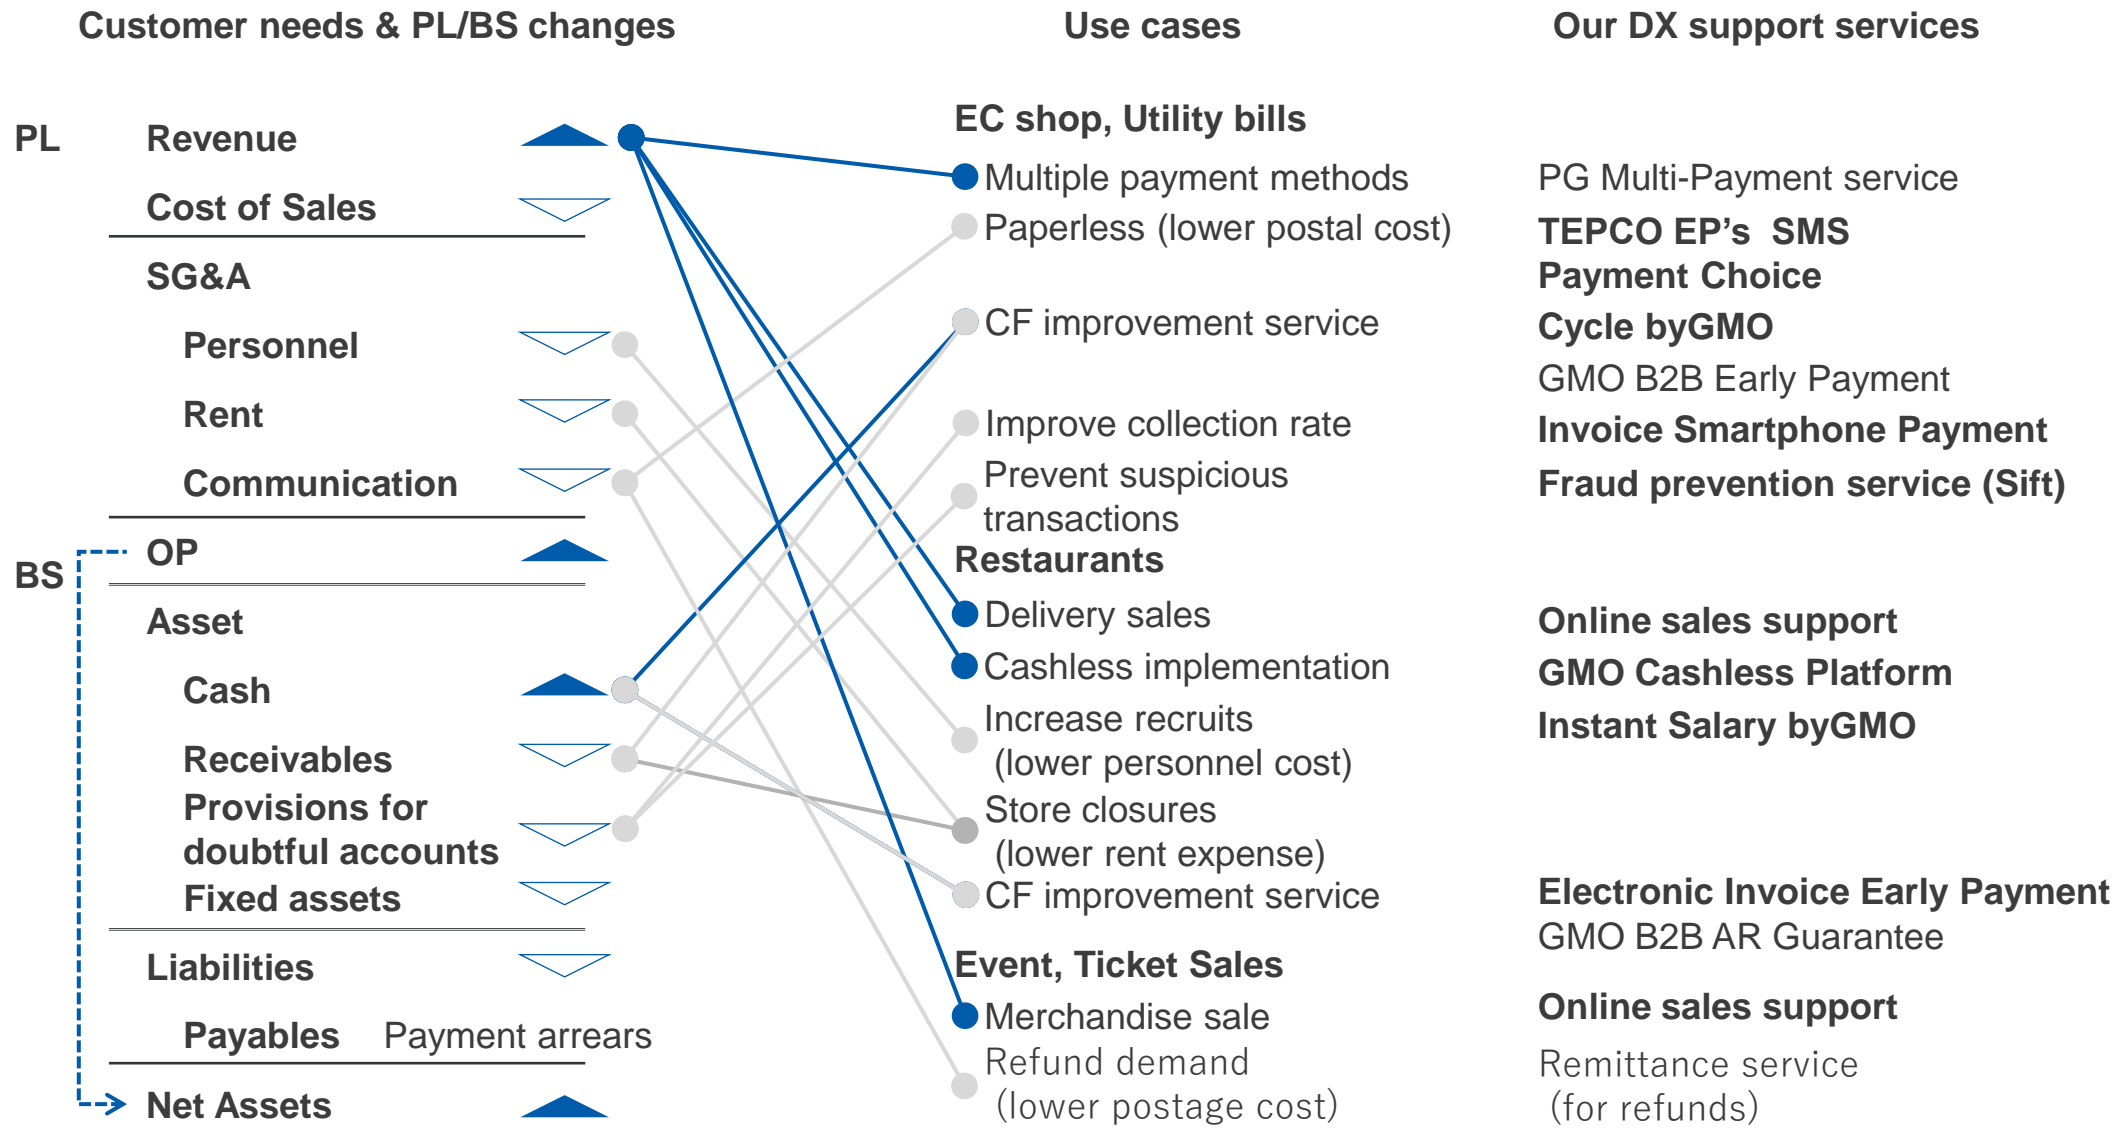 Customer needs & PL/BS changes
PL
Revenue
Cost of Sales
SG&A
Personnel
Rent
Communication
OP
BS
Asset
Cash
Receivables
Provisions for
doubtful accounts
Fixed assets
Liabilities
Payables Payment arrears
Net Assets
Use cases
EC shop, Utility bills
Multiple payment methods
Paperless (lower postal cost)
CF improvement service
Improve collection rate
Prevent suspicious
transactions
Restaurants
Delivery sales
Cashless implementation
Increase recruits
(lower personnel cost)
Store closures
(lower rent expense)
CF improvement service
Event, Ticket Sales
Merchandise sale
Refund demand
(lower postage cost)
Our DX support services
PG Multi-Payment service
TEPCO EP’s SMS
Payment Choice
Cycle byGMO
GMO B2B Early Payment
Invoice Smartphone Payment
Fraud prevention service (Sift)
Online sales support
GMO Cashless Platform
Instant Salary byGMO
Electronic Invoice Early Payment
GMO B2B AR Guarantee
Online sales support
Remittance service
(for refunds)